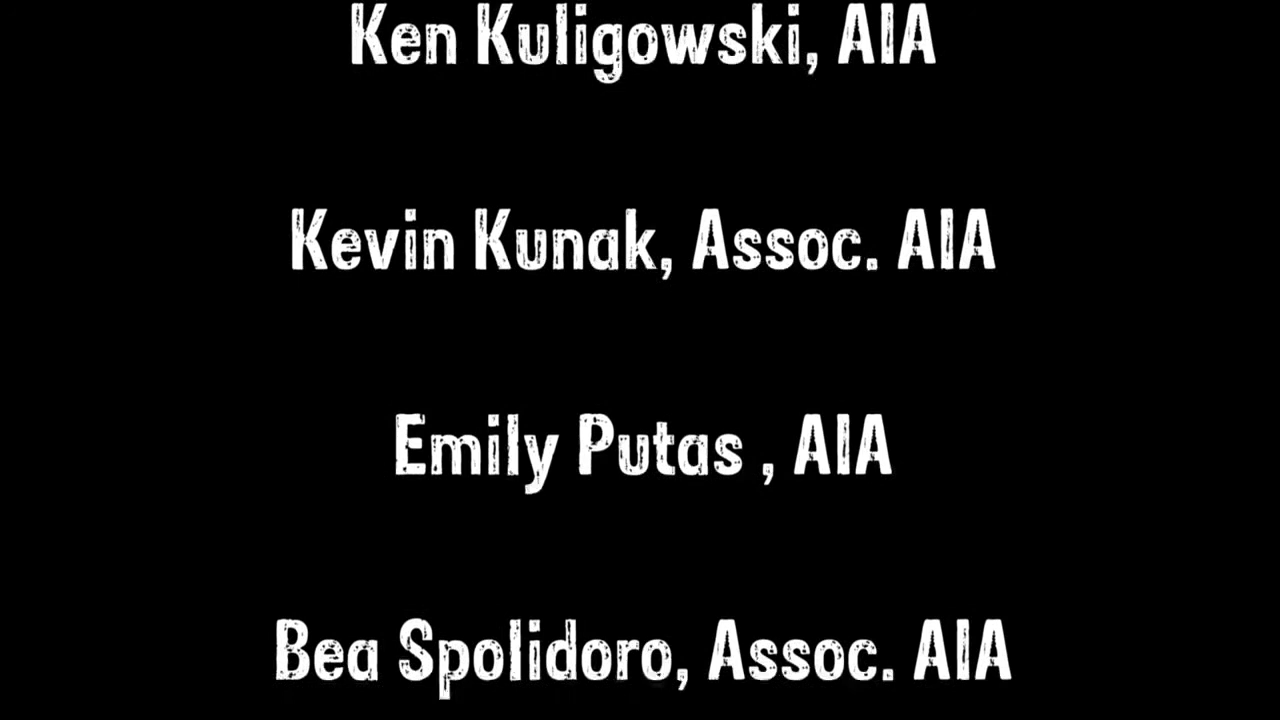 Ken Kuligowski, AIA
Kevin Kunak, Assoc. AIA
Emily Putas , AIA
Bea Spolidoro, Assoc. AIA